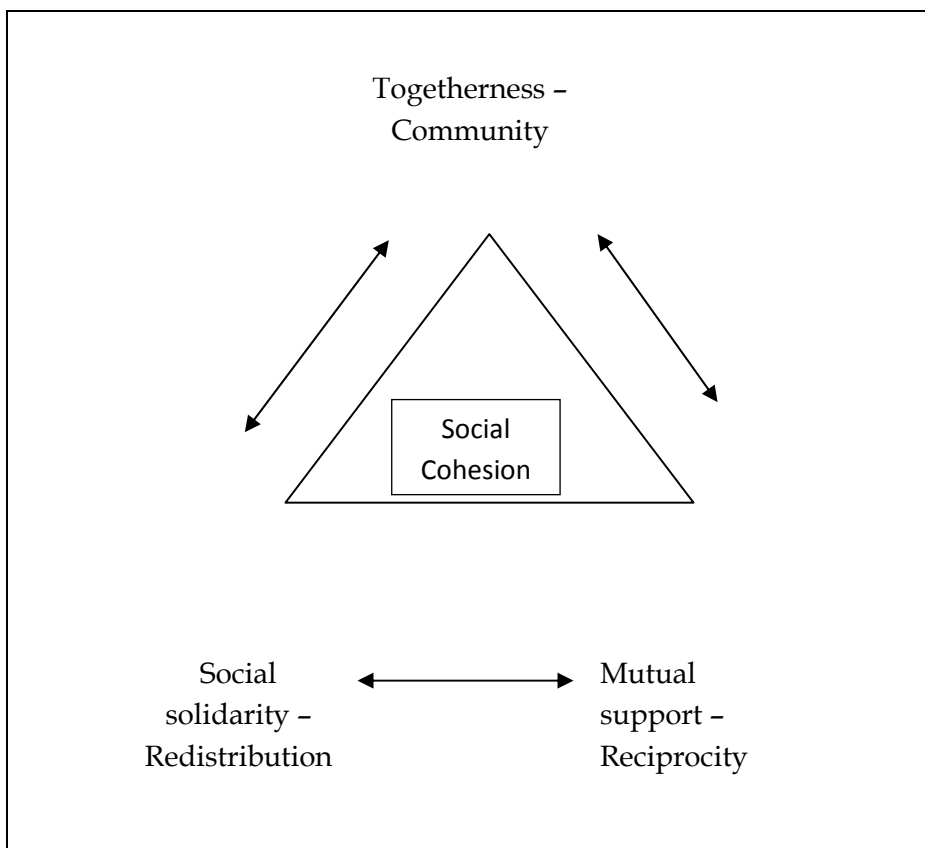 Togetherness –
Community
Social
Cohesion
Social
solidarity –
Redistribution
Mutual
support –
Reciprocity